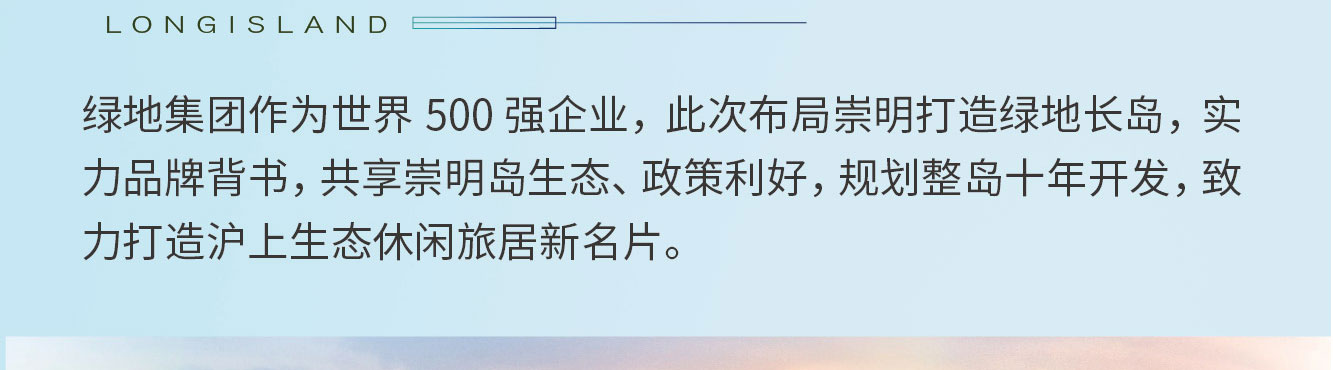 LONGISLAND
绿地集团作为世界 500 强企业，此次布局崇明打造绿地长岛，实
力品牌背书，共享崇明岛生态、政策利好，规划整岛十年开发，致
力打造沪上生态休闲旅居新名片。